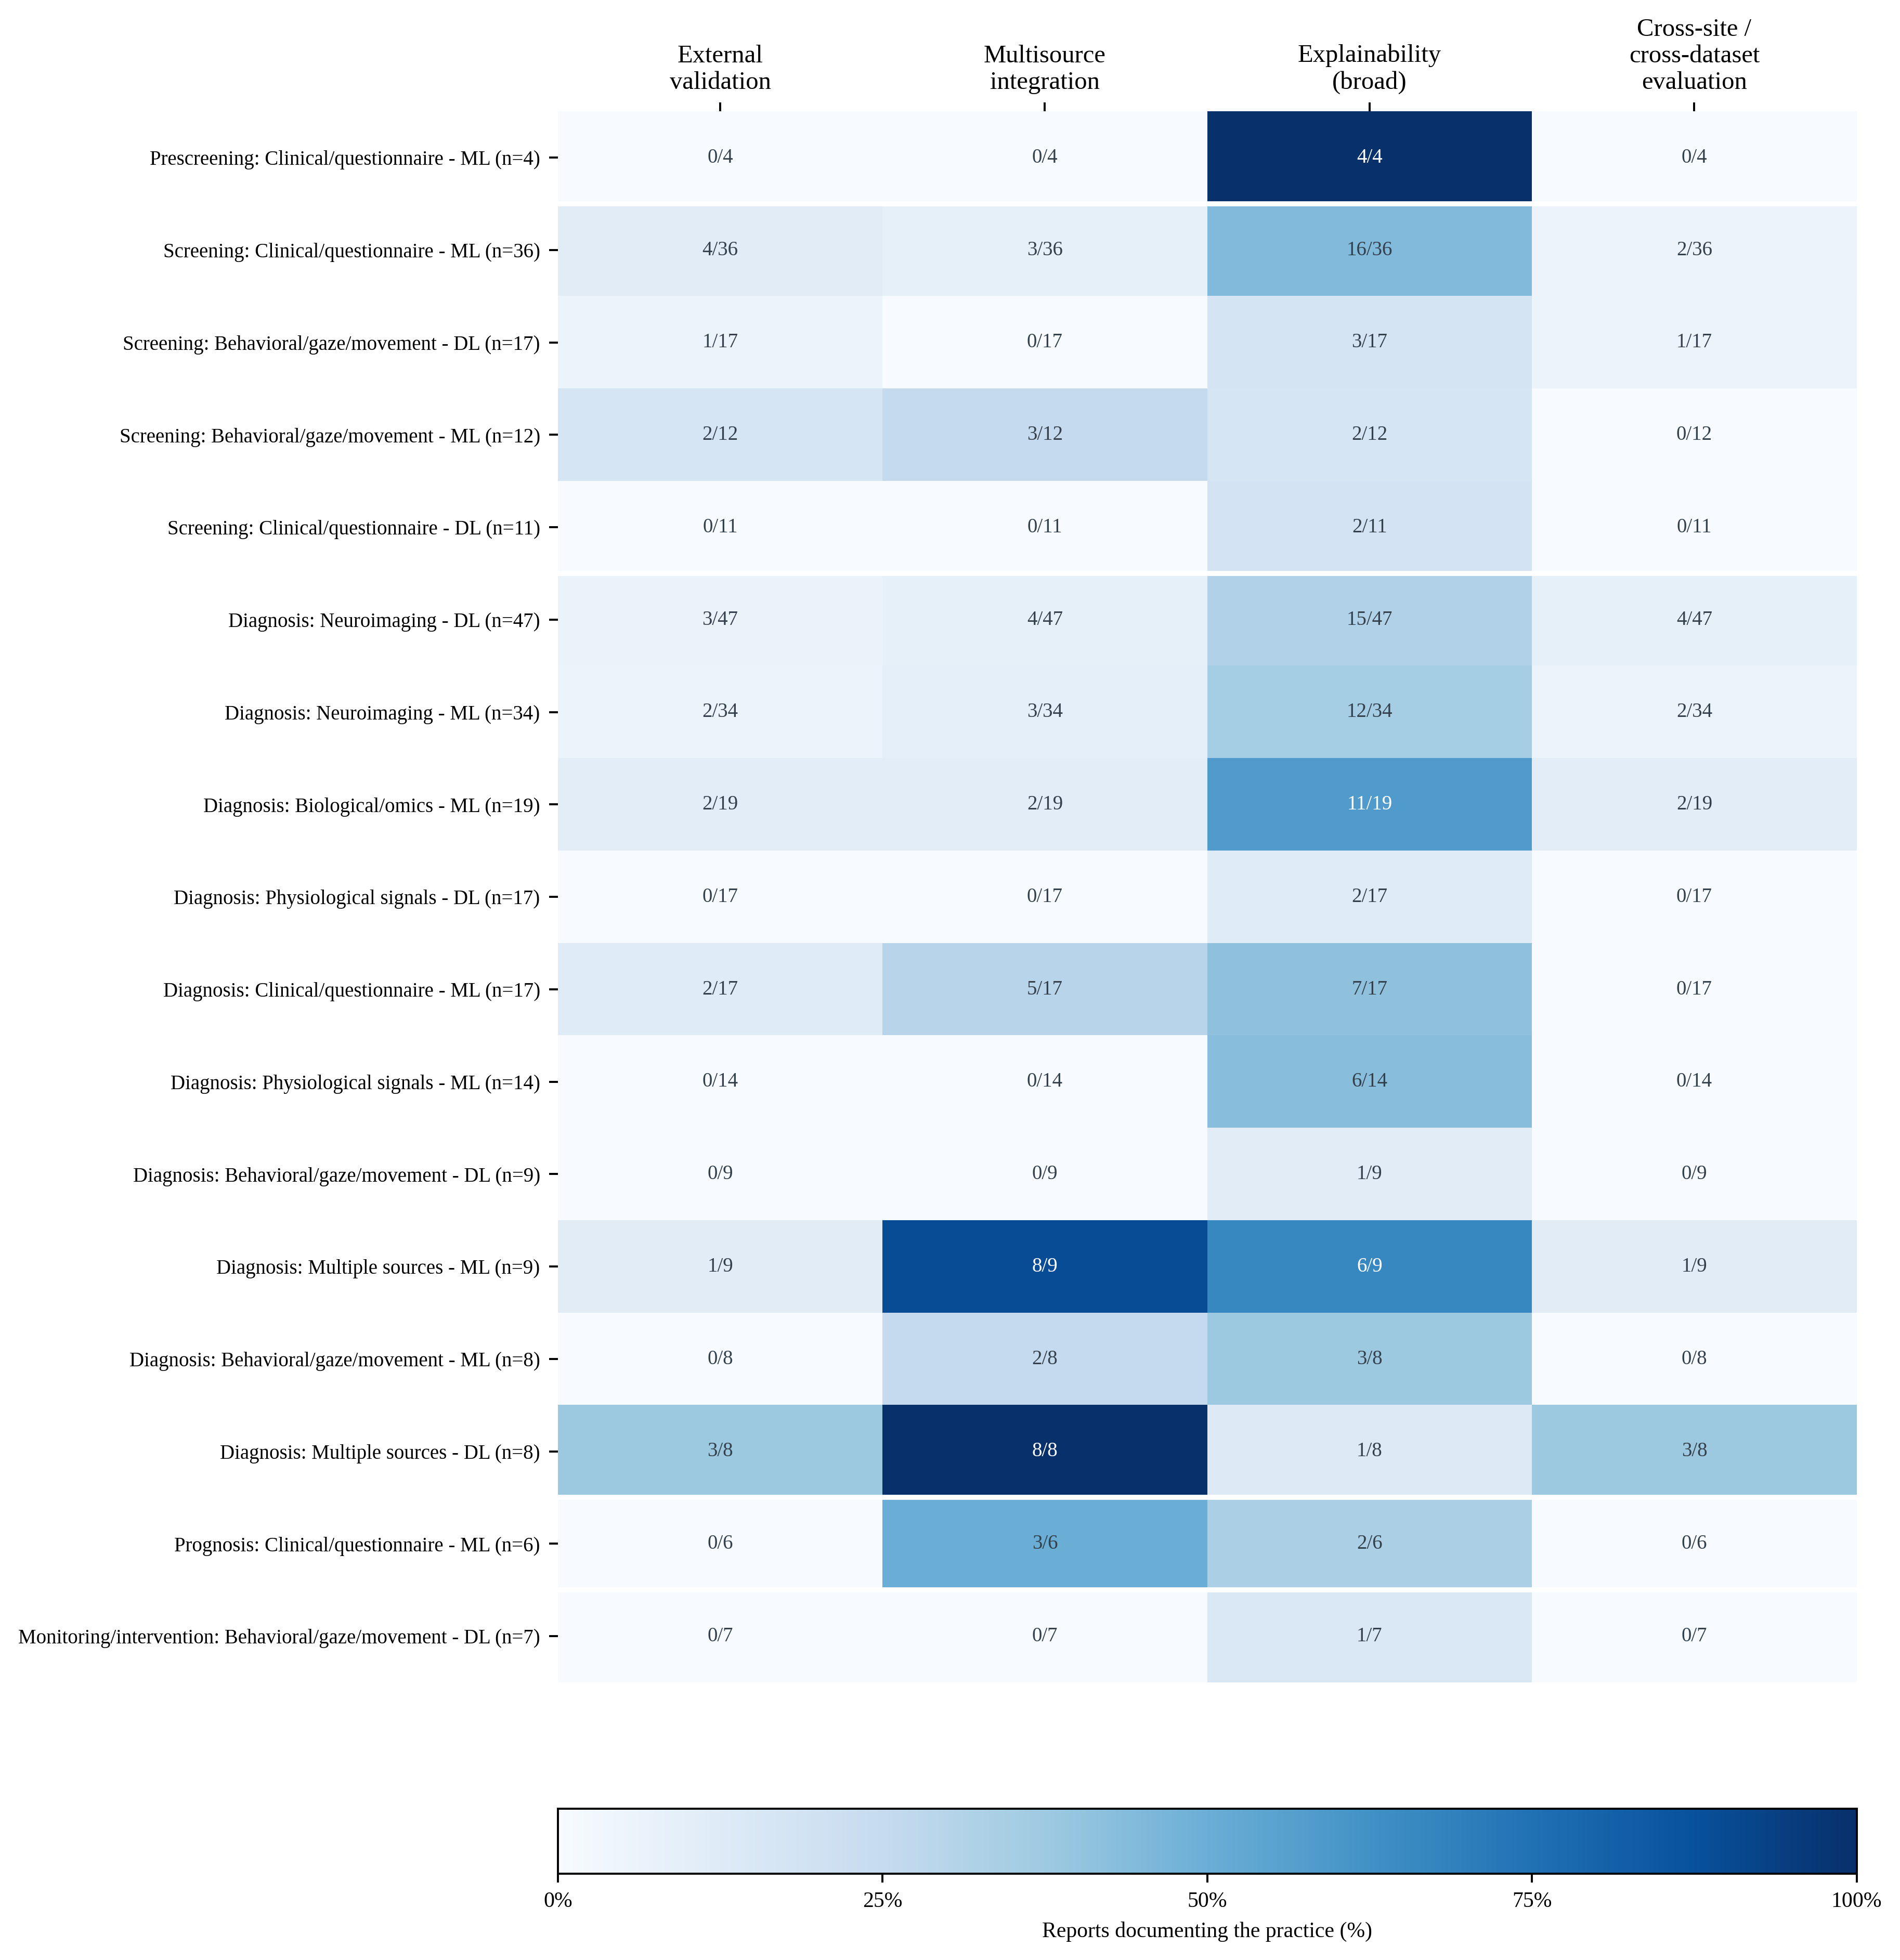 External
validation
Multisource
integration
Explainability
(broad)
Cross-site /
cross-dataset
evaluation
Prescreening: Clinical/questionnaire - ML (n=4) 0/4 0/4 4/4 0/4
Screening: Clinical/questionnaire - ML (n=36) 4/36 3/36 16/36 2/36
Screening: Behavioral/gaze/movement - DL (n=17) 1/17 0/17 3/17 1/17
Screening: Behavioral/gaze/movement - ML (n=12) 2/12 3/12 2/12 0/12
Screening: Clinical/questionnaire - DL (n=11) 0/11 0/11 2/11 0/11
Diagnosis: Neuroimaging - DL (n=47) 3/47 4/47 15/47 4/47
Diagnosis: Neuroimaging - ML (n=34) 2/34 3/34 12/34 2/34
Diagnosis: Biological/omics - ML (n=19) 2/19 2/19 11/19 2/19
Diagnosis: Physiological signals - DL (n=17) 0/17 0/17 2/17 0/17
Diagnosis: Clinical/questionnaire - ML (n=17) 2/17 5/17 7/17 0/17
Diagnosis: Physiological signals - ML (n=14) 0/14 0/14 6/14 0/14
Diagnosis: Behavioral/gaze/movement - DL (n=9) 0/9 0/9 1/9 0/9
Diagnosis: Multiple sources - ML (n=9) 1/9 8/9 6/9 1/9
Diagnosis: Behavioral/gaze/movement - ML (n=8) 0/8 2/8 3/8 0/8
Diagnosis: Multiple sources - DL (n=8) 3/8 8/8 1/8 3/8
Prognosis: Clinical/questionnaire - ML (n=6) 0/6 3/6 2/6 0/6
Monitoring/intervention: Behavioral/gaze/movement - DL (n=7) 0/7 0/7 1/7 0/7
0% 25% 50% 75% 100%
Reports documenting the practice (%)